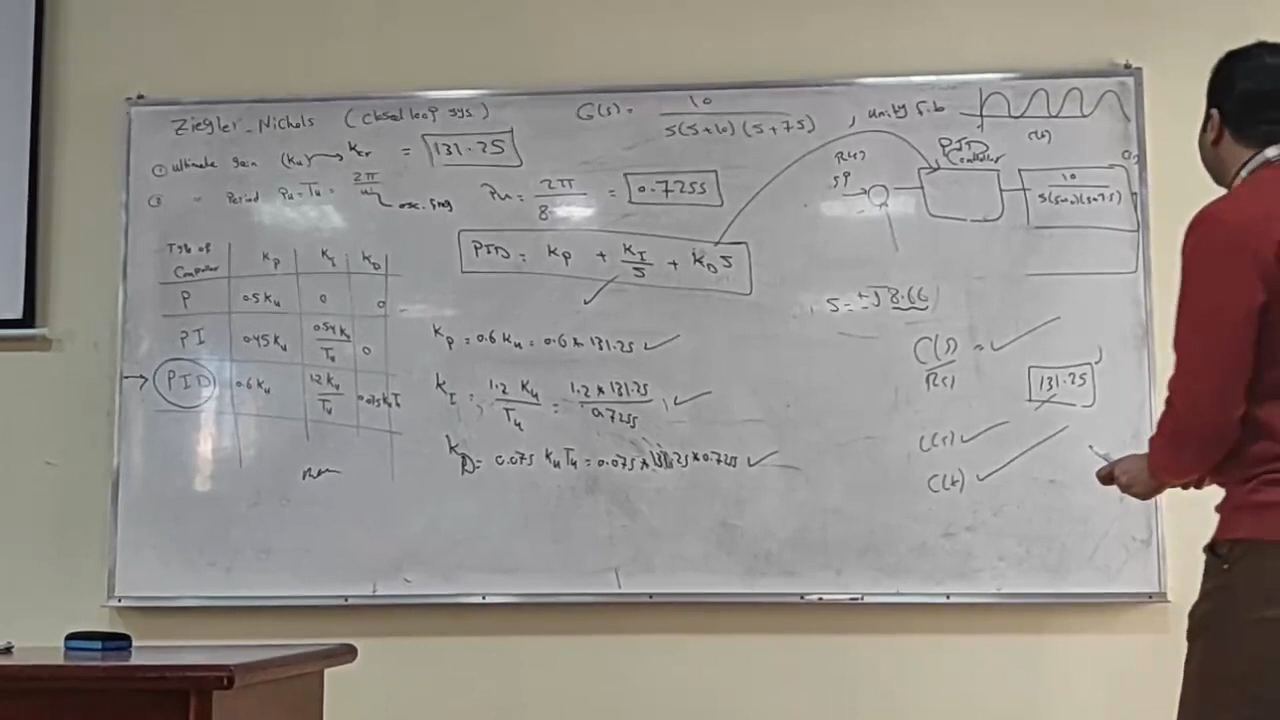 Ziegler-Nichols (closed loop sys.)
G(s) = 10 / s(s+10)(s+7.5) , unity f.b
① ultimate gain (Ku) → Kcr = 131.25
② " Period Pu = Tu = 2π / ω osc. freq
Pu = 2π / 8. = 0.7255
PID = KP + KI/S + KD S
Type of Controller KP KI KD
P 0.5 Ku 0 0
PI 0.45 Ku 0.54 Ku / Tu 0
→ PID 0.6 Ku 1.2 Ku / Tu 0.075 Ku Tu
KP = 0.6 Ku = 0.6 * 131.25 ✓
KI = 1.2 Ku / Tu = 1.2 * 131.25 / 0.7255 ✓
KD = 0.075 Ku Tu = 0.075 * 131.25 * 0.725 ✓
C(t)
R(s)
SP
PID Controller
10 / s(s+10)(s+7.5)
S = ± j 8.66
C(s) / R(s) = ✓
131.25
C(s) ✓
C(t) ✓